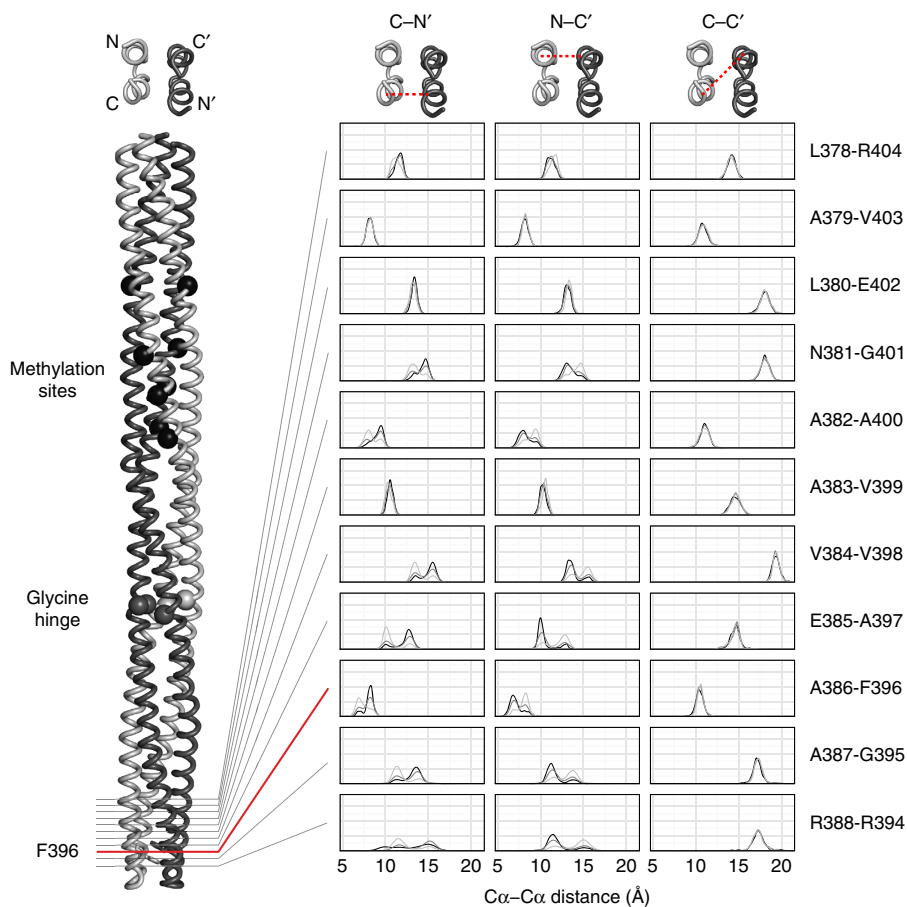 C–N′
N–C′
C–C′
N
C′
C
N′
L378-R404
A379-V403
L380-E402
N381-G401
Methylation
sites
A382-A400
A383-V399
V384-V398
Glycine
hinge
E385-A397
A386-F396
A387-G395
F396
R388-R394
5 10 15 20 5 10 15 20 5 10 15 20
Cα–Cα distance (Å)